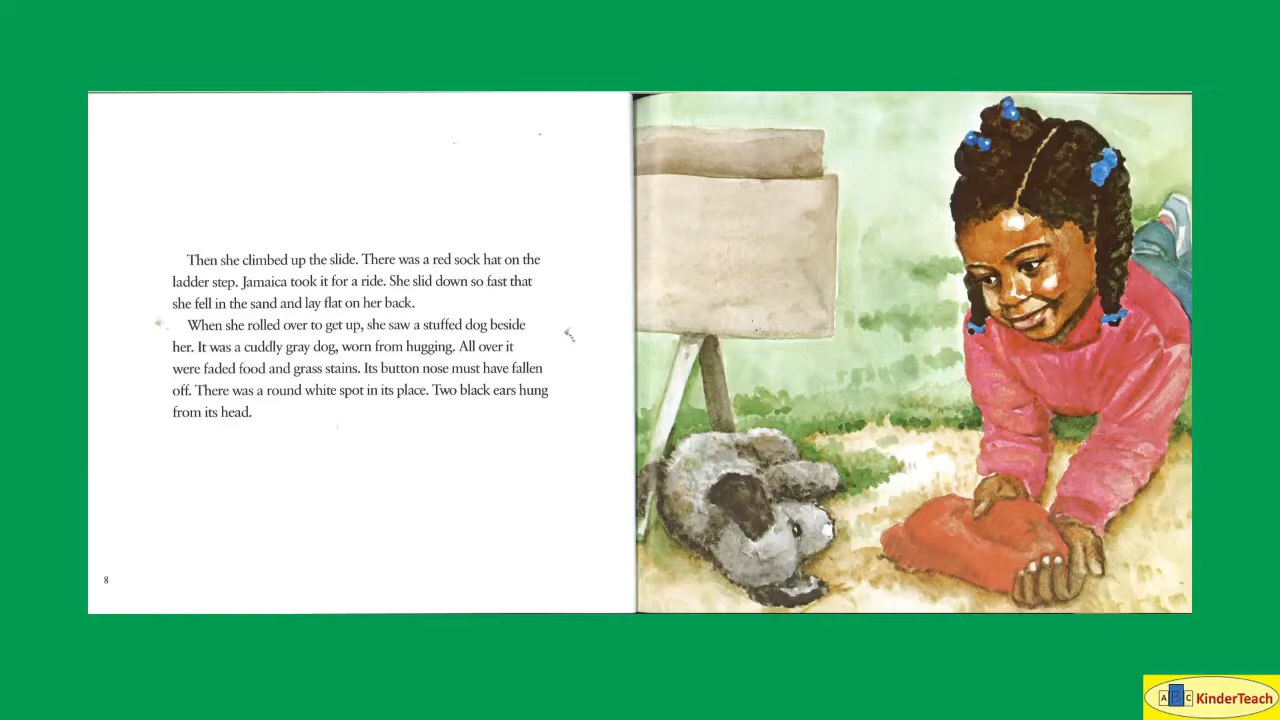 Then she climbed up the slide. There was a red sock hat on the
ladder step. Jamaica took it for a ride. She slid down so fast that
she fell in the sand and lay flat on her back.
When she rolled over to get up, she saw a stuffed dog beside
her. It was a cuddly gray dog, worn from hugging. All over it
were faded food and grass stains. Its button nose must have fallen
off. There was a round white spot in its place. Two black ears hung
from its head.
8
A B C KinderTeach